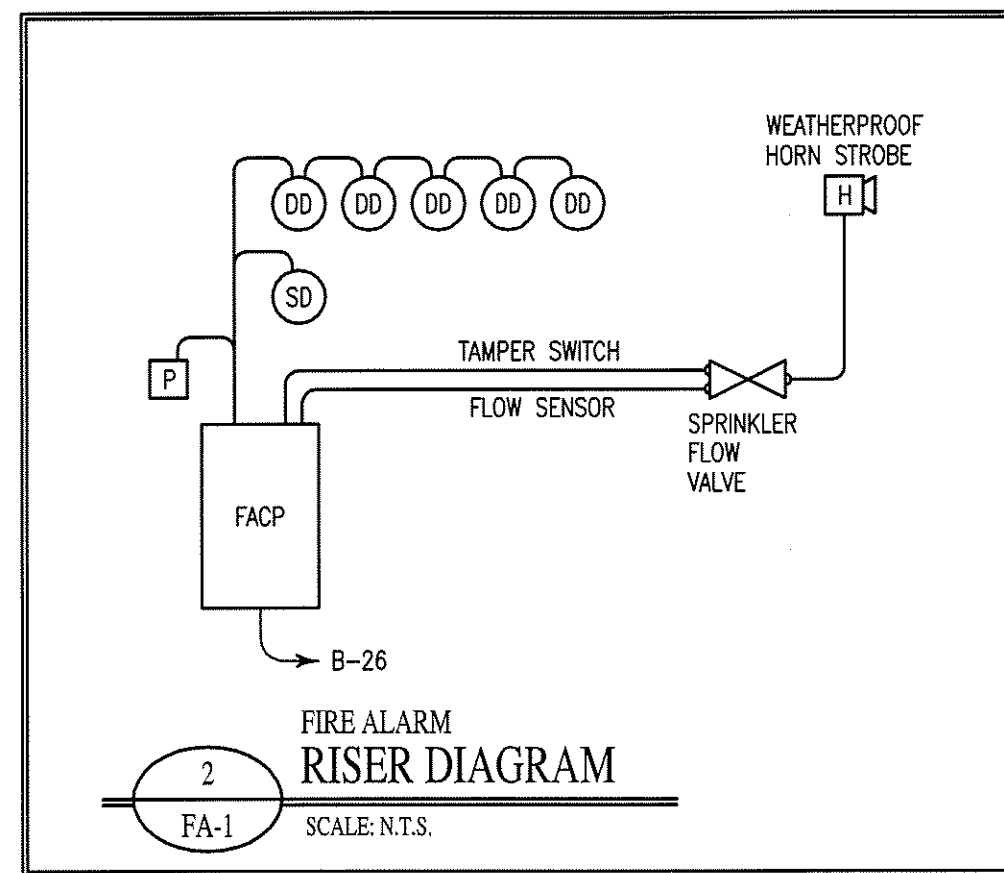 WEATHERPROOF
HORN STROBE
H
DD DD DD DD DD
SD
P
TAMPER SWITCH
FLOW SENSOR
SPRINKLER
FLOW
VALVE
FACP
B-26
FIRE ALARM
RISER DIAGRAM
2
FA-1
SCALE: N.T.S.